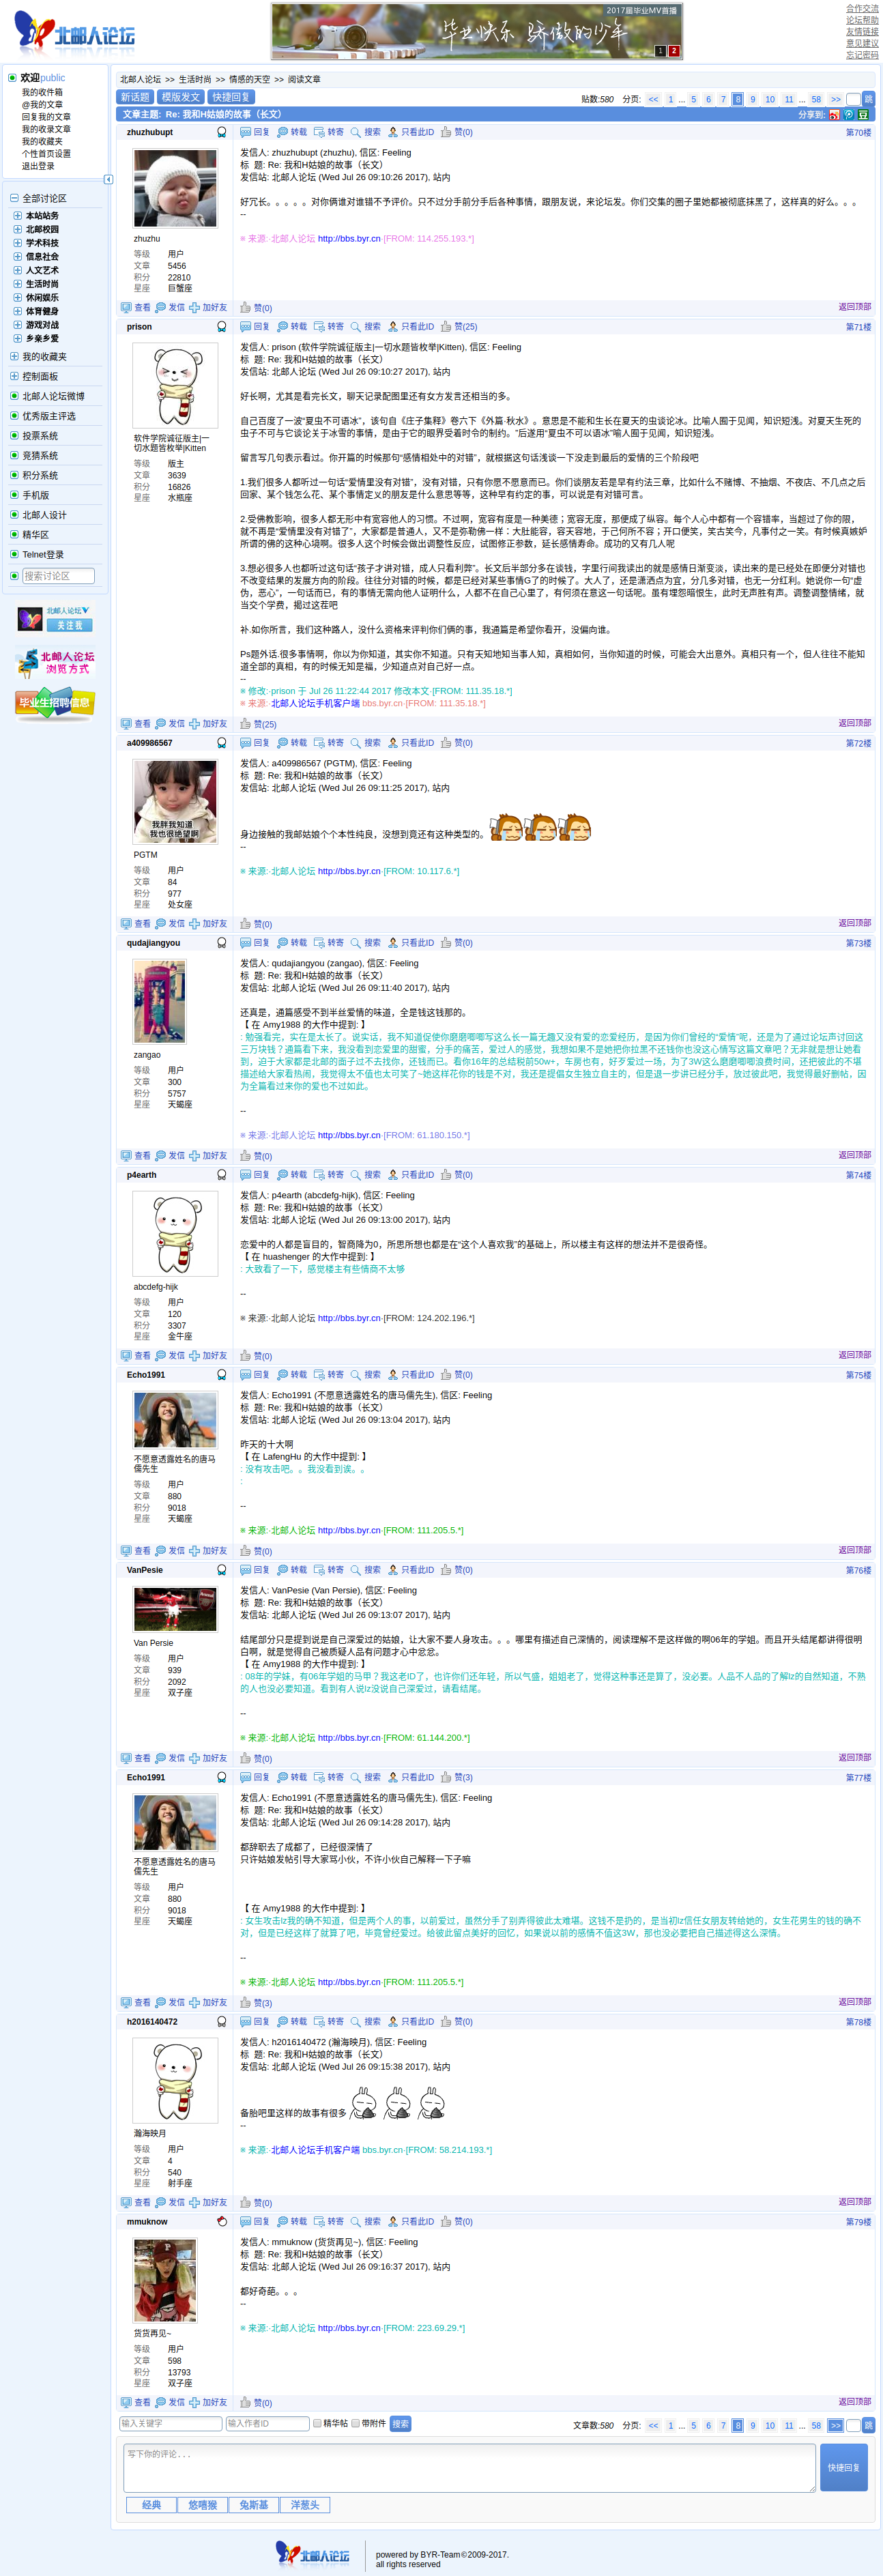 北邮人论坛
毕业快乐 骄傲的少年
2017届毕业MV首播
1 2
合作交流
论坛帮助
友情链接
意见建议
忘记密码
欢迎public
我的收件箱
@我的文章
回复我的文章
我的收录文章
我的收藏夹
个性首页设置
退出登录
全部讨论区
本站站务
北邮校园
学术科技
信息社会
人文艺术
生活时尚
休闲娱乐
体育健身
游戏对战
乡亲乡爱
我的收藏夹
控制面板
北邮人论坛微博
优秀版主评选
投票系统
竞猜系统
积分系统
手机版
北邮人设计
精华区
Telnet登录
搜索讨论区
北邮人论坛
关注我
北邮人论坛
浏览方式
毕业生招聘信息
北邮人论坛 >> 生活时尚 >> 情感的天空 >> 阅读文章
新话题 模版发文 快捷回复
贴数:580 分页: << 1 ... 5 6 7 8 9 10 11 ... 58 >> 跳
文章主题: Re: 我和H姑娘的故事（长文）
分享到:
zhuzhubupt
回复 转载 转寄 搜索 只看此ID 赞(0) 第70楼
zhuzhu
等级 用户
文章 5456
积分 22810
星座 巨蟹座
发信人: zhuzhubupt (zhuzhu), 信区: Feeling
标 题: Re: 我和H姑娘的故事（长文）
发信站: 北邮人论坛 (Wed Jul 26 09:10:26 2017), 站内
好冗长。。。。。对你俩谁对谁错不予评价。只不过分手前分手后各种事情，跟朋友说，来论坛发。你们交集的圈子里她都被彻底抹黑了，这样真的好么。。。
--
※ 来源:·北邮人论坛 http://bbs.byr.cn·[FROM: 114.255.193.*]
查看 发信 加好友 赞(0) 返回顶部
prison
回复 转载 转寄 搜索 只看此ID 赞(25) 第71楼
软件学院诚征版主|一切水题皆枚举|Kitten
等级 版主
文章 3639
积分 16826
星座 水瓶座
发信人: prison (软件学院诚征版主|一切水题皆枚举|Kitten), 信区: Feeling
标 题: Re: 我和H姑娘的故事（长文）
发信站: 北邮人论坛 (Wed Jul 26 09:10:27 2017), 站内
好长啊，尤其是看完长文，聊天记录配图里还有女方发言还相当的多。
自己百度了一波“夏虫不可语冰”，该句自《庄子集释》卷六下《外篇·秋水》。意思是不能和生长在夏天的虫谈论冰。比喻人囿于见闻，知识短浅。对夏天生死的虫子不可与它谈论关于冰雪的事情，是由于它的眼界受着时令的制约。”后遂用“夏虫不可以语冰”喻人囿于见闻，知识短浅。
留言写几句表示看过。你开篇的时候那句“感情相处中的对错”，就根据这句话浅谈一下没走到最后的爱情的三个阶段吧
1.我们很多人都听过一句话“爱情里没有对错”，没有对错，只有你愿不愿意而已。你们谈朋友若是早有约法三章，比如什么不赌博、不抽烟、不夜店、不几点之后回家、某个钱怎么花、某个事情定义的朋友是什么意思等等，这种早有约定的事，可以说是有对错可言。
2.受佛教影响，很多人都无形中有宽容他人的习惯。不过啊，宽容有度是一种美德；宽容无度，那便成了纵容。每个人心中都有一个容错率，当超过了你的限，就不再是“爱情里没有对错了”，大家都是普通人，又不是弥勒佛一样：大肚能容，容天容地，于己何所不容；开口便笑，笑古笑今，凡事付之一笑。有时候真嫉妒所谓的佛的这种心境啊。很多人这个时候会做出调整性反应，试图修正参数，延长感情寿命。成功的又有几人呢
3.想必很多人也都听过这句话“孩子才讲对错，成人只看利弊”。长文后半部分多在谈钱，字里行间我读出的就是感情日渐变淡，读出来的是已经处在即便分对错也不改变结果的发展方向的阶段。往往分对错的时候，都是已经对某些事情G了的时候了。大人了，还是潇洒点为宜，分几多对错，也无一分红利。她说你一句“虚伪，恶心”，一句话而已，有的事情无需向他人证明什么，人都不在自己心里了，有何须在意这一句话呢。虽有埋怨暗恨生，此时无声胜有声。调整调整情绪，就当交个学费，揭过这茬吧
补.如你所言，我们这种路人，没什么资格来评判你们俩的事，我通篇是希望你看开，没偏向谁。
Ps题外话.很多事情啊，你以为你知道，其实你不知道。只有天知地知当事人知，真相如何，当你知道的时候，可能会大出意外。真相只有一个，但人往往不能知道全部的真相，有的时候无知是福，少知道点对自己好一点。
--
※ 修改:·prison 于 Jul 26 11:22:44 2017 修改本文·[FROM: 111.35.18.*]
※ 来源:·北邮人论坛手机客户端 bbs.byr.cn·[FROM: 111.35.18.*]
查看 发信 加好友 赞(25) 返回顶部
a409986567
回复 转载 转寄 搜索 只看此ID 赞(0) 第72楼
我胖我知道
我也很绝望啊
PGTM
等级 用户
文章 84
积分 977
星座 处女座
发信人: a409986567 (PGTM), 信区: Feeling
标 题: Re: 我和H姑娘的故事（长文）
发信站: 北邮人论坛 (Wed Jul 26 09:11:25 2017), 站内
身边接触的我邮姑娘个个本性纯良，没想到竟还有这种类型的。
--
※ 来源:·北邮人论坛 http://bbs.byr.cn·[FROM: 10.117.6.*]
查看 发信 加好友 赞(0) 返回顶部
qudajiangyou
回复 转载 转寄 搜索 只看此ID 赞(0) 第73楼
zangao
等级 用户
文章 300
积分 5757
星座 天蝎座
发信人: qudajiangyou (zangao), 信区: Feeling
标 题: Re: 我和H姑娘的故事（长文）
发信站: 北邮人论坛 (Wed Jul 26 09:11:40 2017), 站内
还真是，通篇感受不到半丝爱情的味道，全是钱这钱那的。
【 在 Amy1988 的大作中提到: 】
: 勉强看完，实在是太长了。说实话，我不知道促使你磨磨唧唧写这么长一篇无趣又没有爱的恋爱经历，是因为你们曾经的“爱情”呢，还是为了通过论坛声讨回这三万块钱？通篇看下来，我没看到恋爱里的甜蜜，分手的痛苦，爱过人的感觉，我想如果不是她把你拉黑不还钱你也没这心情写这篇文章吧？无非就是想让她看到，迫于大家都是北邮的面子过不去找你，还钱而已。看你16年的总结税前50w+，车房也有，好歹爱过一场，为了3W这么磨磨唧唧浪费时间，还把彼此的不堪描述给大家看热闹，我觉得太不值也太可笑了~她这样花你的钱是不对，我还是提倡女生独立自主的，但是退一步讲已经分手，放过彼此吧，我觉得最好删帖，因为全篇看过来你的爱也不过如此。
--
※ 来源:·北邮人论坛 http://bbs.byr.cn·[FROM: 61.180.150.*]
查看 发信 加好友 赞(0) 返回顶部
p4earth
回复 转载 转寄 搜索 只看此ID 赞(0) 第74楼
abcdefg-hijk
等级 用户
文章 120
积分 3307
星座 金牛座
发信人: p4earth (abcdefg-hijk), 信区: Feeling
标 题: Re: 我和H姑娘的故事（长文）
发信站: 北邮人论坛 (Wed Jul 26 09:13:00 2017), 站内
恋爱中的人都是盲目的，智商降为0，所思所想也都是在“这个人喜欢我”的基础上，所以楼主有这样的想法并不是很奇怪。
【 在 huashenger 的大作中提到: 】
: 大致看了一下，感觉楼主有些情商不太够
--
※ 来源:·北邮人论坛 http://bbs.byr.cn·[FROM: 124.202.196.*]
查看 发信 加好友 赞(0) 返回顶部
Echo1991
回复 转载 转寄 搜索 只看此ID 赞(0) 第75楼
不愿意透露姓名的唐马儒先生
等级 用户
文章 880
积分 9018
星座 天蝎座
发信人: Echo1991 (不愿意透露姓名的唐马儒先生), 信区: Feeling
标 题: Re: 我和H姑娘的故事（长文）
发信站: 北邮人论坛 (Wed Jul 26 09:13:04 2017), 站内
昨天的十大啊
【 在 LafengHu 的大作中提到: 】
: 没有攻击吧。。我没看到诶。。
:
--
※ 来源:·北邮人论坛 http://bbs.byr.cn·[FROM: 111.205.5.*]
查看 发信 加好友 赞(0) 返回顶部
VanPesie
回复 转载 转寄 搜索 只看此ID 赞(0) 第76楼
Van Persie
等级 用户
文章 939
积分 2092
星座 双子座
发信人: VanPesie (Van Persie), 信区: Feeling
标 题: Re: 我和H姑娘的故事（长文）
发信站: 北邮人论坛 (Wed Jul 26 09:13:07 2017), 站内
结尾部分只是提到说是自己深爱过的姑娘，让大家不要人身攻击。。。哪里有描述自己深情的，阅读理解不是这样做的啊06年的学姐。而且开头结尾都讲得很明白啊，就是觉得自己被质疑人品有问题才心中忿忿。
【 在 Amy1988 的大作中提到: 】
: 08年的学妹，有06年学姐的马甲？我这老ID了，也许你们还年轻，所以气盛，姐姐老了，觉得这种事还是算了，没必要。人品不人品的了解lz的自然知道，不熟的人也没必要知道。看到有人说lz没说自己深爱过，请看结尾。
--
※ 来源:·北邮人论坛 http://bbs.byr.cn·[FROM: 61.144.200.*]
查看 发信 加好友 赞(0) 返回顶部
Echo1991
回复 转载 转寄 搜索 只看此ID 赞(3) 第77楼
不愿意透露姓名的唐马儒先生
等级 用户
文章 880
积分 9018
星座 天蝎座
发信人: Echo1991 (不愿意透露姓名的唐马儒先生), 信区: Feeling
标 题: Re: 我和H姑娘的故事（长文）
发信站: 北邮人论坛 (Wed Jul 26 09:14:28 2017), 站内
都辞职去了成都了，已经很深情了
只许姑娘发帖引导大家骂小伙，不许小伙自己解释一下子嘛
【 在 Amy1988 的大作中提到: 】
: 女生攻击lz我的确不知道，但是两个人的事，以前爱过，虽然分手了别弄得彼此太难堪。这钱不是扔的，是当初lz信任女朋友转给她的，女生花男生的钱的确不对，但是已经这样了就算了吧，毕竟曾经爱过。给彼此留点美好的回忆，如果说以前的感情不值这3W，那也没必要把自己描述得这么深情。
--
※ 来源:·北邮人论坛 http://bbs.byr.cn·[FROM: 111.205.5.*]
查看 发信 加好友 赞(3) 返回顶部
h2016140472
回复 转载 转寄 搜索 只看此ID 赞(0) 第78楼
瀚海映月
等级 用户
文章 4
积分 540
星座 射手座
发信人: h2016140472 (瀚海映月), 信区: Feeling
标 题: Re: 我和H姑娘的故事（长文）
发信站: 北邮人论坛 (Wed Jul 26 09:15:38 2017), 站内
备胎吧里这样的故事有很多
--
※ 来源:·北邮人论坛手机客户端 bbs.byr.cn·[FROM: 58.214.193.*]
查看 发信 加好友 赞(0) 返回顶部
mmuknow
回复 转载 转寄 搜索 只看此ID 赞(0) 第79楼
货货再见~
等级 用户
文章 598
积分 13793
星座 双子座
发信人: mmuknow (货货再见~), 信区: Feeling
标 题: Re: 我和H姑娘的故事（长文）
发信站: 北邮人论坛 (Wed Jul 26 09:16:37 2017), 站内
都好奇葩。。。
--
※ 来源:·北邮人论坛 http://bbs.byr.cn·[FROM: 223.69.29.*]
查看 发信 加好友 赞(0) 返回顶部
输入关键字 输入作者ID 精华帖 带附件 搜索
文章数:580 分页: << 1 ... 5 6 7 8 9 10 11 ... 58 >> 跳
写下你的评论...
快捷回复
经典 悠嘻猴 兔斯基 洋葱头
北邮人论坛
powered by BYR-Team©2009-2017.
all rights reserved